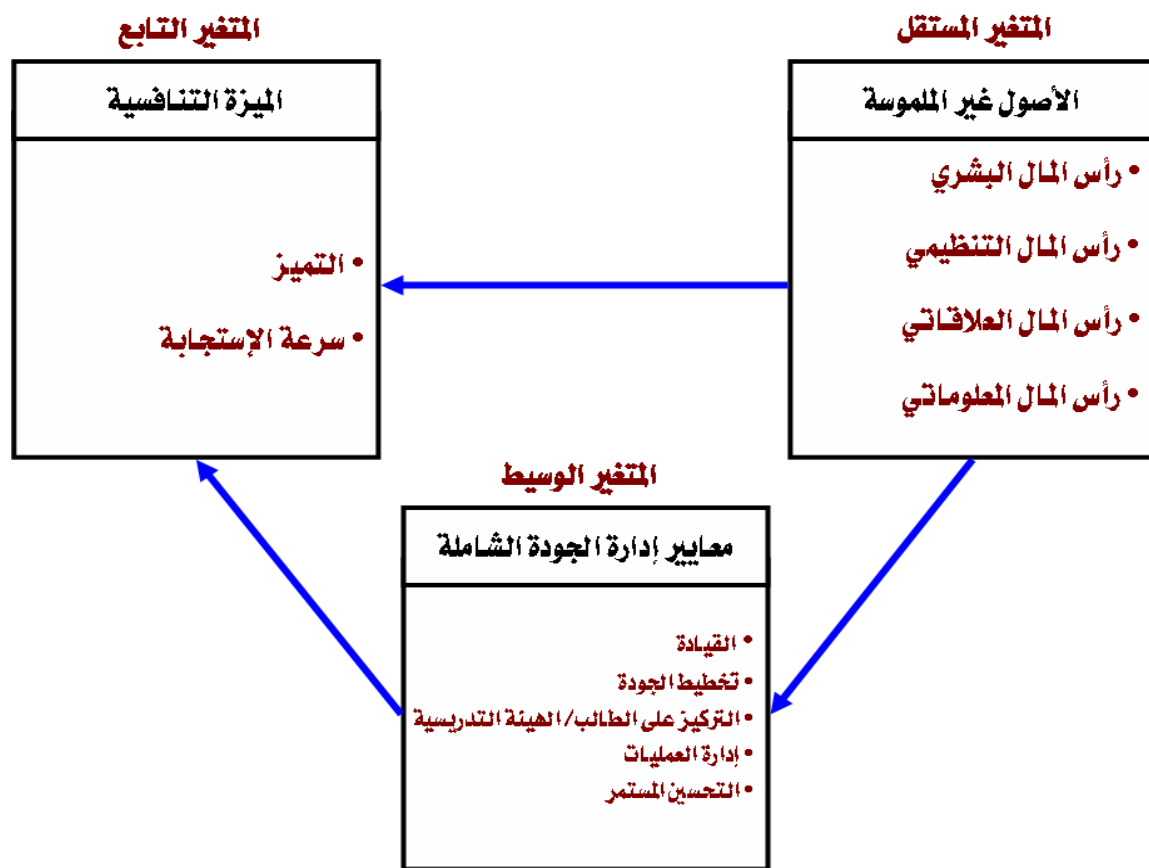 المتغير المستقل
الأصول غير الملموسة
• رأس المال البشري
• رأس المال التنظيمي
• رأس المال العلاقاتي
• رأس المال المعلوماتي
المتغير التابع
الميزة التنافسية
• التميز
• سرعة الإستجابة
المتغير الوسيط
معايير إدارة الجودة الشاملة
• القيادة
• تخطيط الجودة
• التركيز على الطالب/ الهيئة التدريسية
• إدارة العمليات
• التحسين المستمر